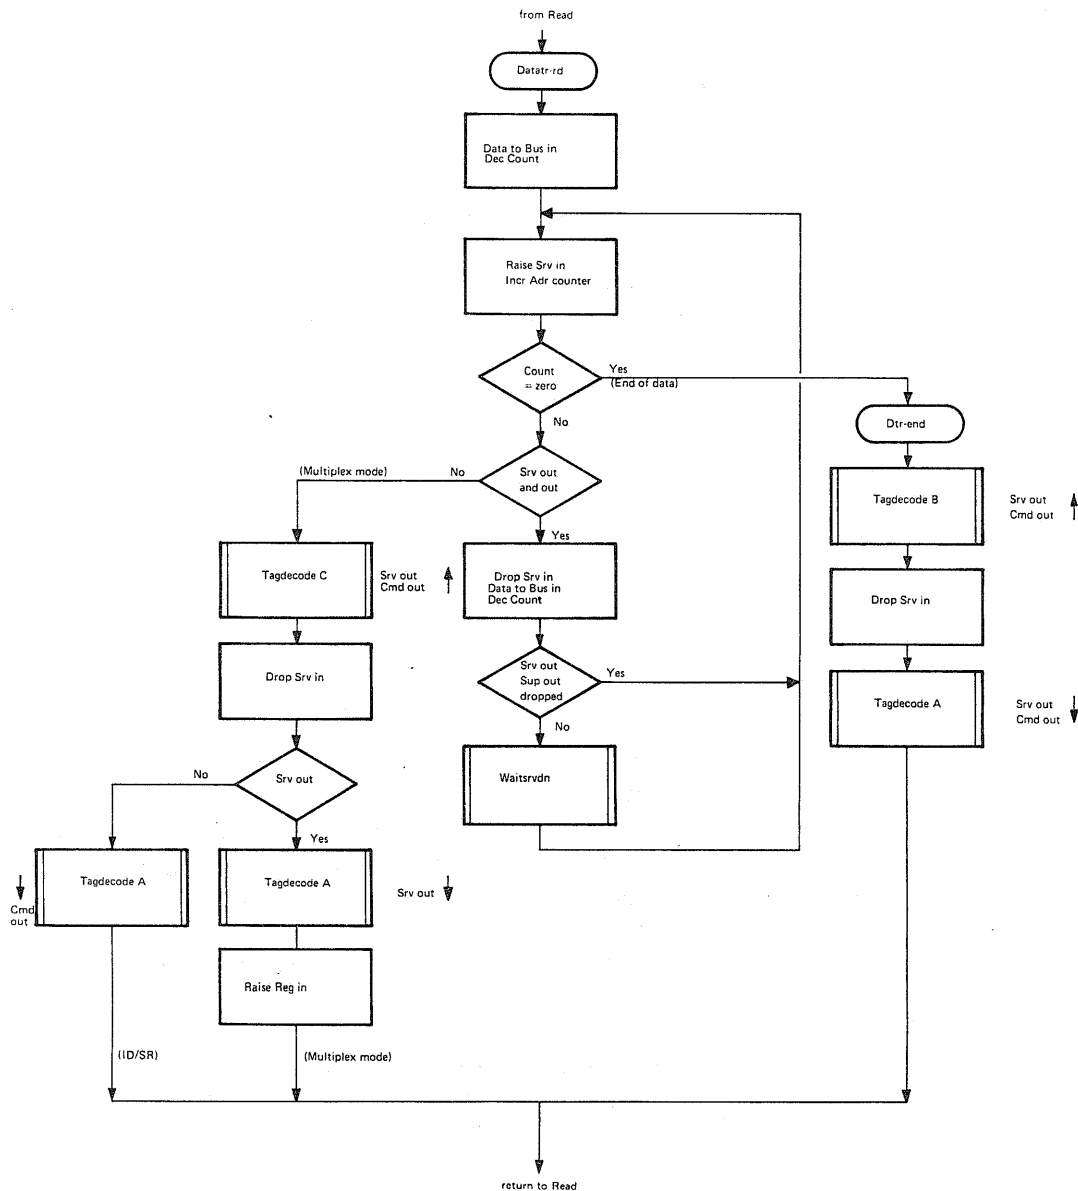 from Read
Datatr-rd
Data to Bus in
Dec Count
Raise Srv in
Incr Adr counter
Count
= zero
Yes
(End of data)
No
Dtr-end
Srv out
and out
No
(Multiplex mode)
Yes
Tagdecode B
Srv out
Cmd out
Tagdecode C
Srv out
Cmd out
Drop Srv in
Data to Bus in
Dec Count
Drop Srv in
Drop Srv in
Srv out
Sup out
dropped
Yes
No
Tagdecode A
Srv out
Cmd out
Srv out
No
Yes
Waitsrvdn
Tagdecode A
Cmd
out
Tagdecode A
Srv out
Raise Reg in
(ID/SR)
(Multiplex mode)
return to Read